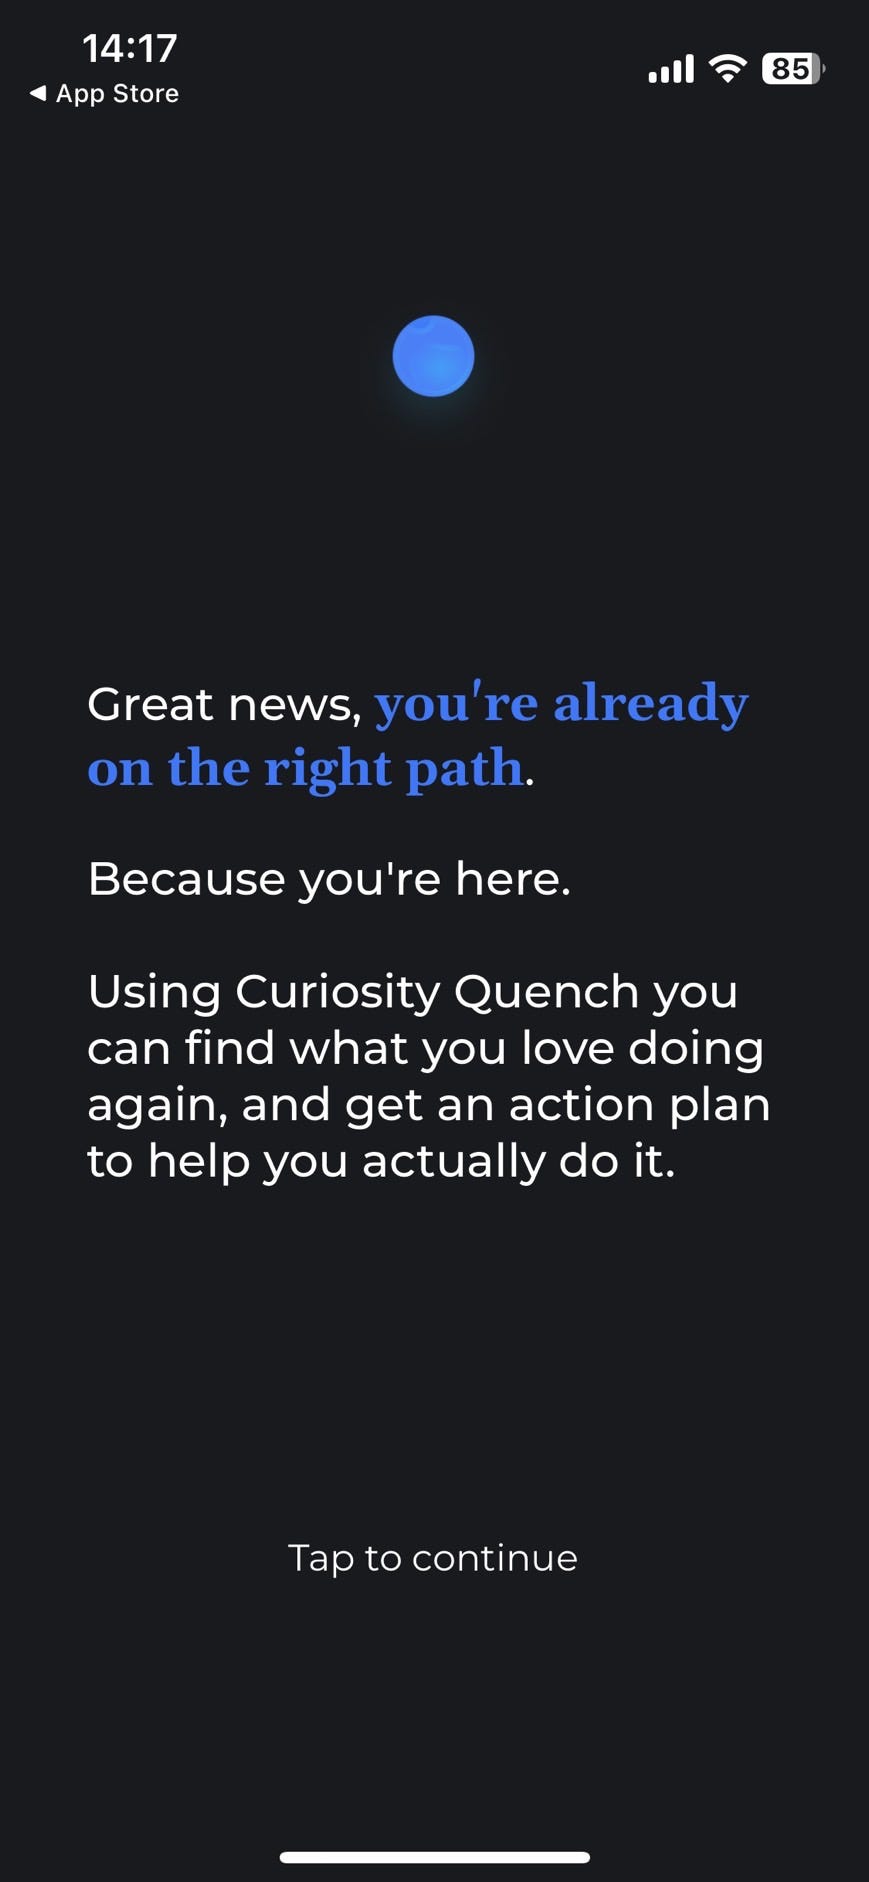 14:17
◀ App Store
85
Great news, you're already
on the right path.
Because you're here.
Using Curiosity Quench you
can find what you love doing
again, and get an action plan
to help you actually do it.
Tap to continue